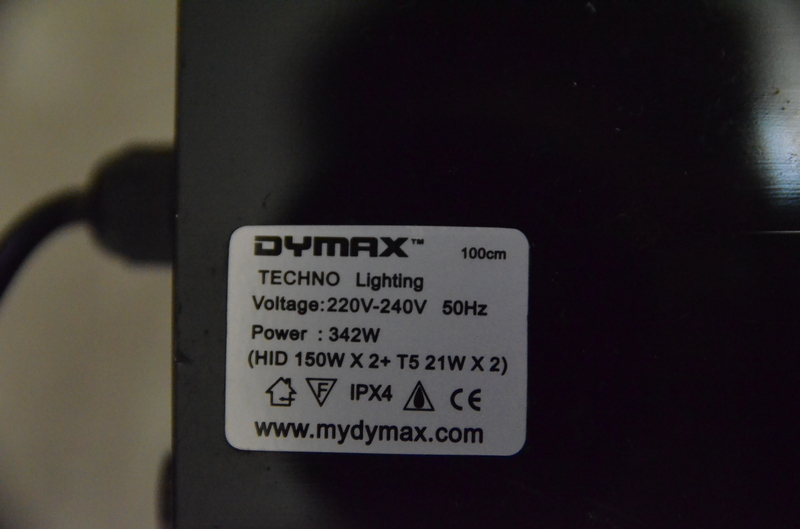 DYMAX™ 100cm
TECHNO Lighting
Voltage:220V-240V 50Hz
Power : 342W
(HID 150W X 2+ T5 21W X 2)
F IPX4 CE
www.mydymax.com